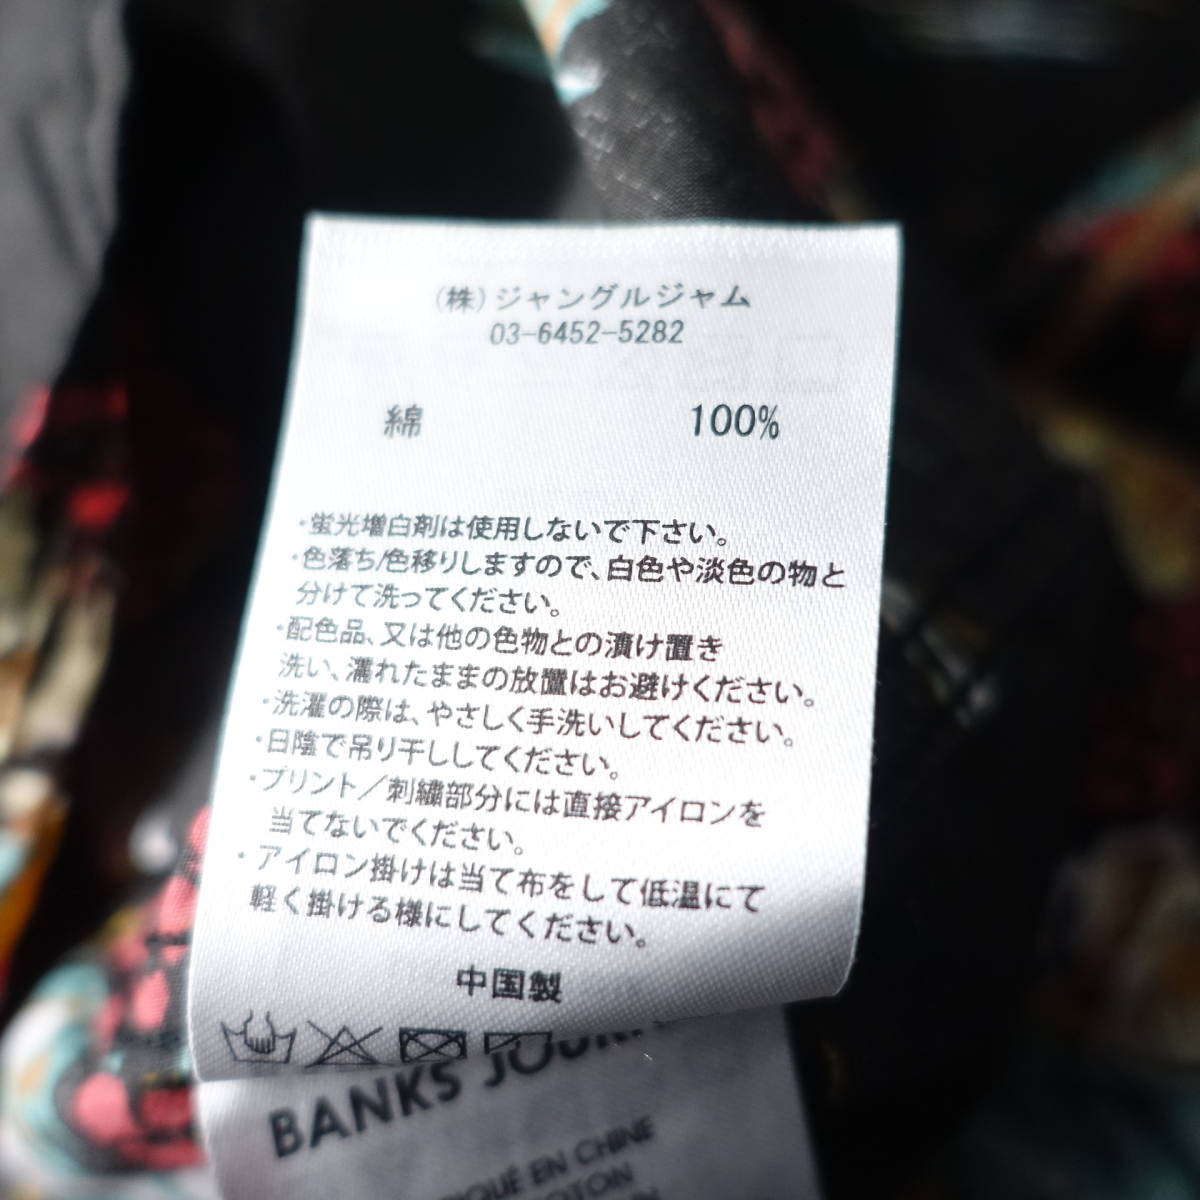 (株)ジャングルジャム
03-6452-5282
綿 100%
・蛍光増白剤は使用しないで下さい。
・色落ち/色移りしますので、白色や淡色の物と
分けて洗ってください。
・配色品、又は他の色物との漬け置き
洗い、濡れたままの放置はお避けください。
・洗濯の際は、やさしく手洗いしてください。
・日陰で吊り干ししてください。
・プリント／刺繍部分には直接アイロンを
当てないでください。
・アイロン掛けは当て布をして低温にて
軽く掛ける様にしてください。
中国製
BANKS
EN CHINE